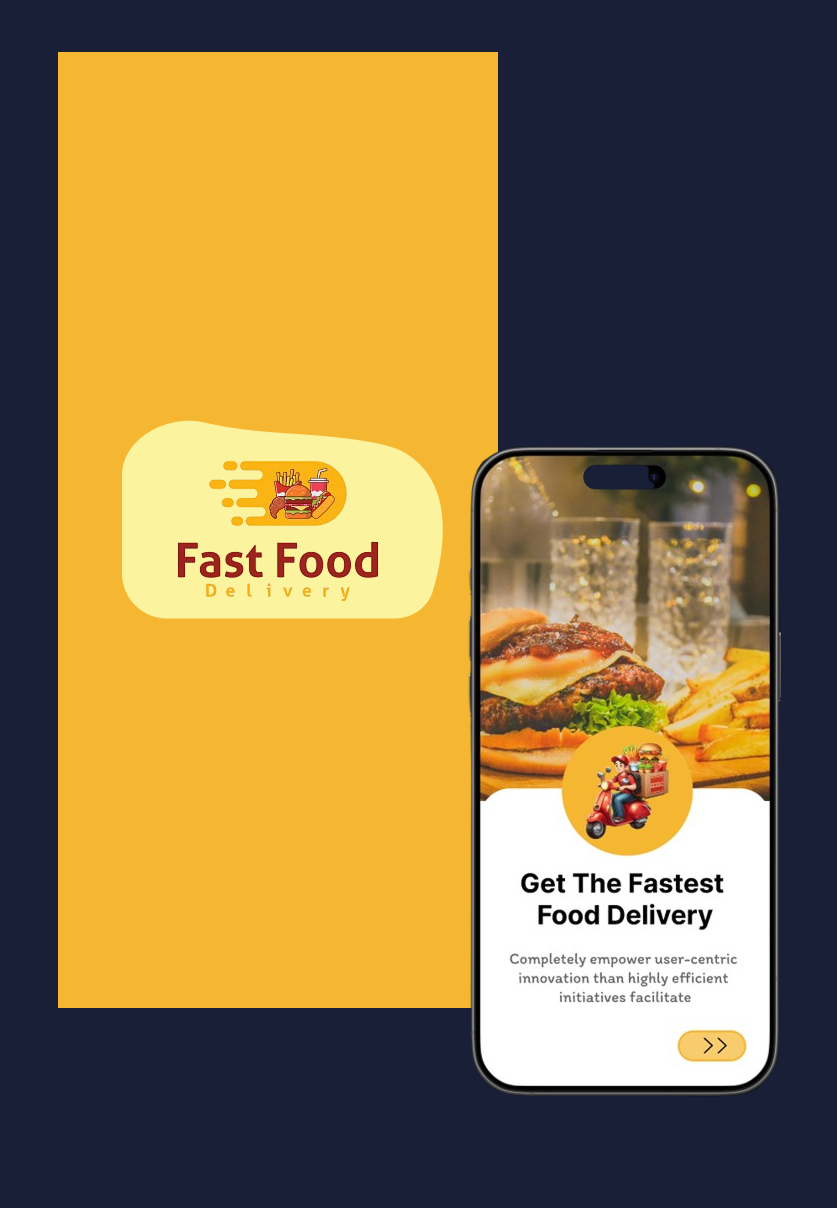 Fast Food
Delivery
Get The Fastest
Food Delivery
Completely empower user-centric
innovation than highly efficient
initiatives facilitate